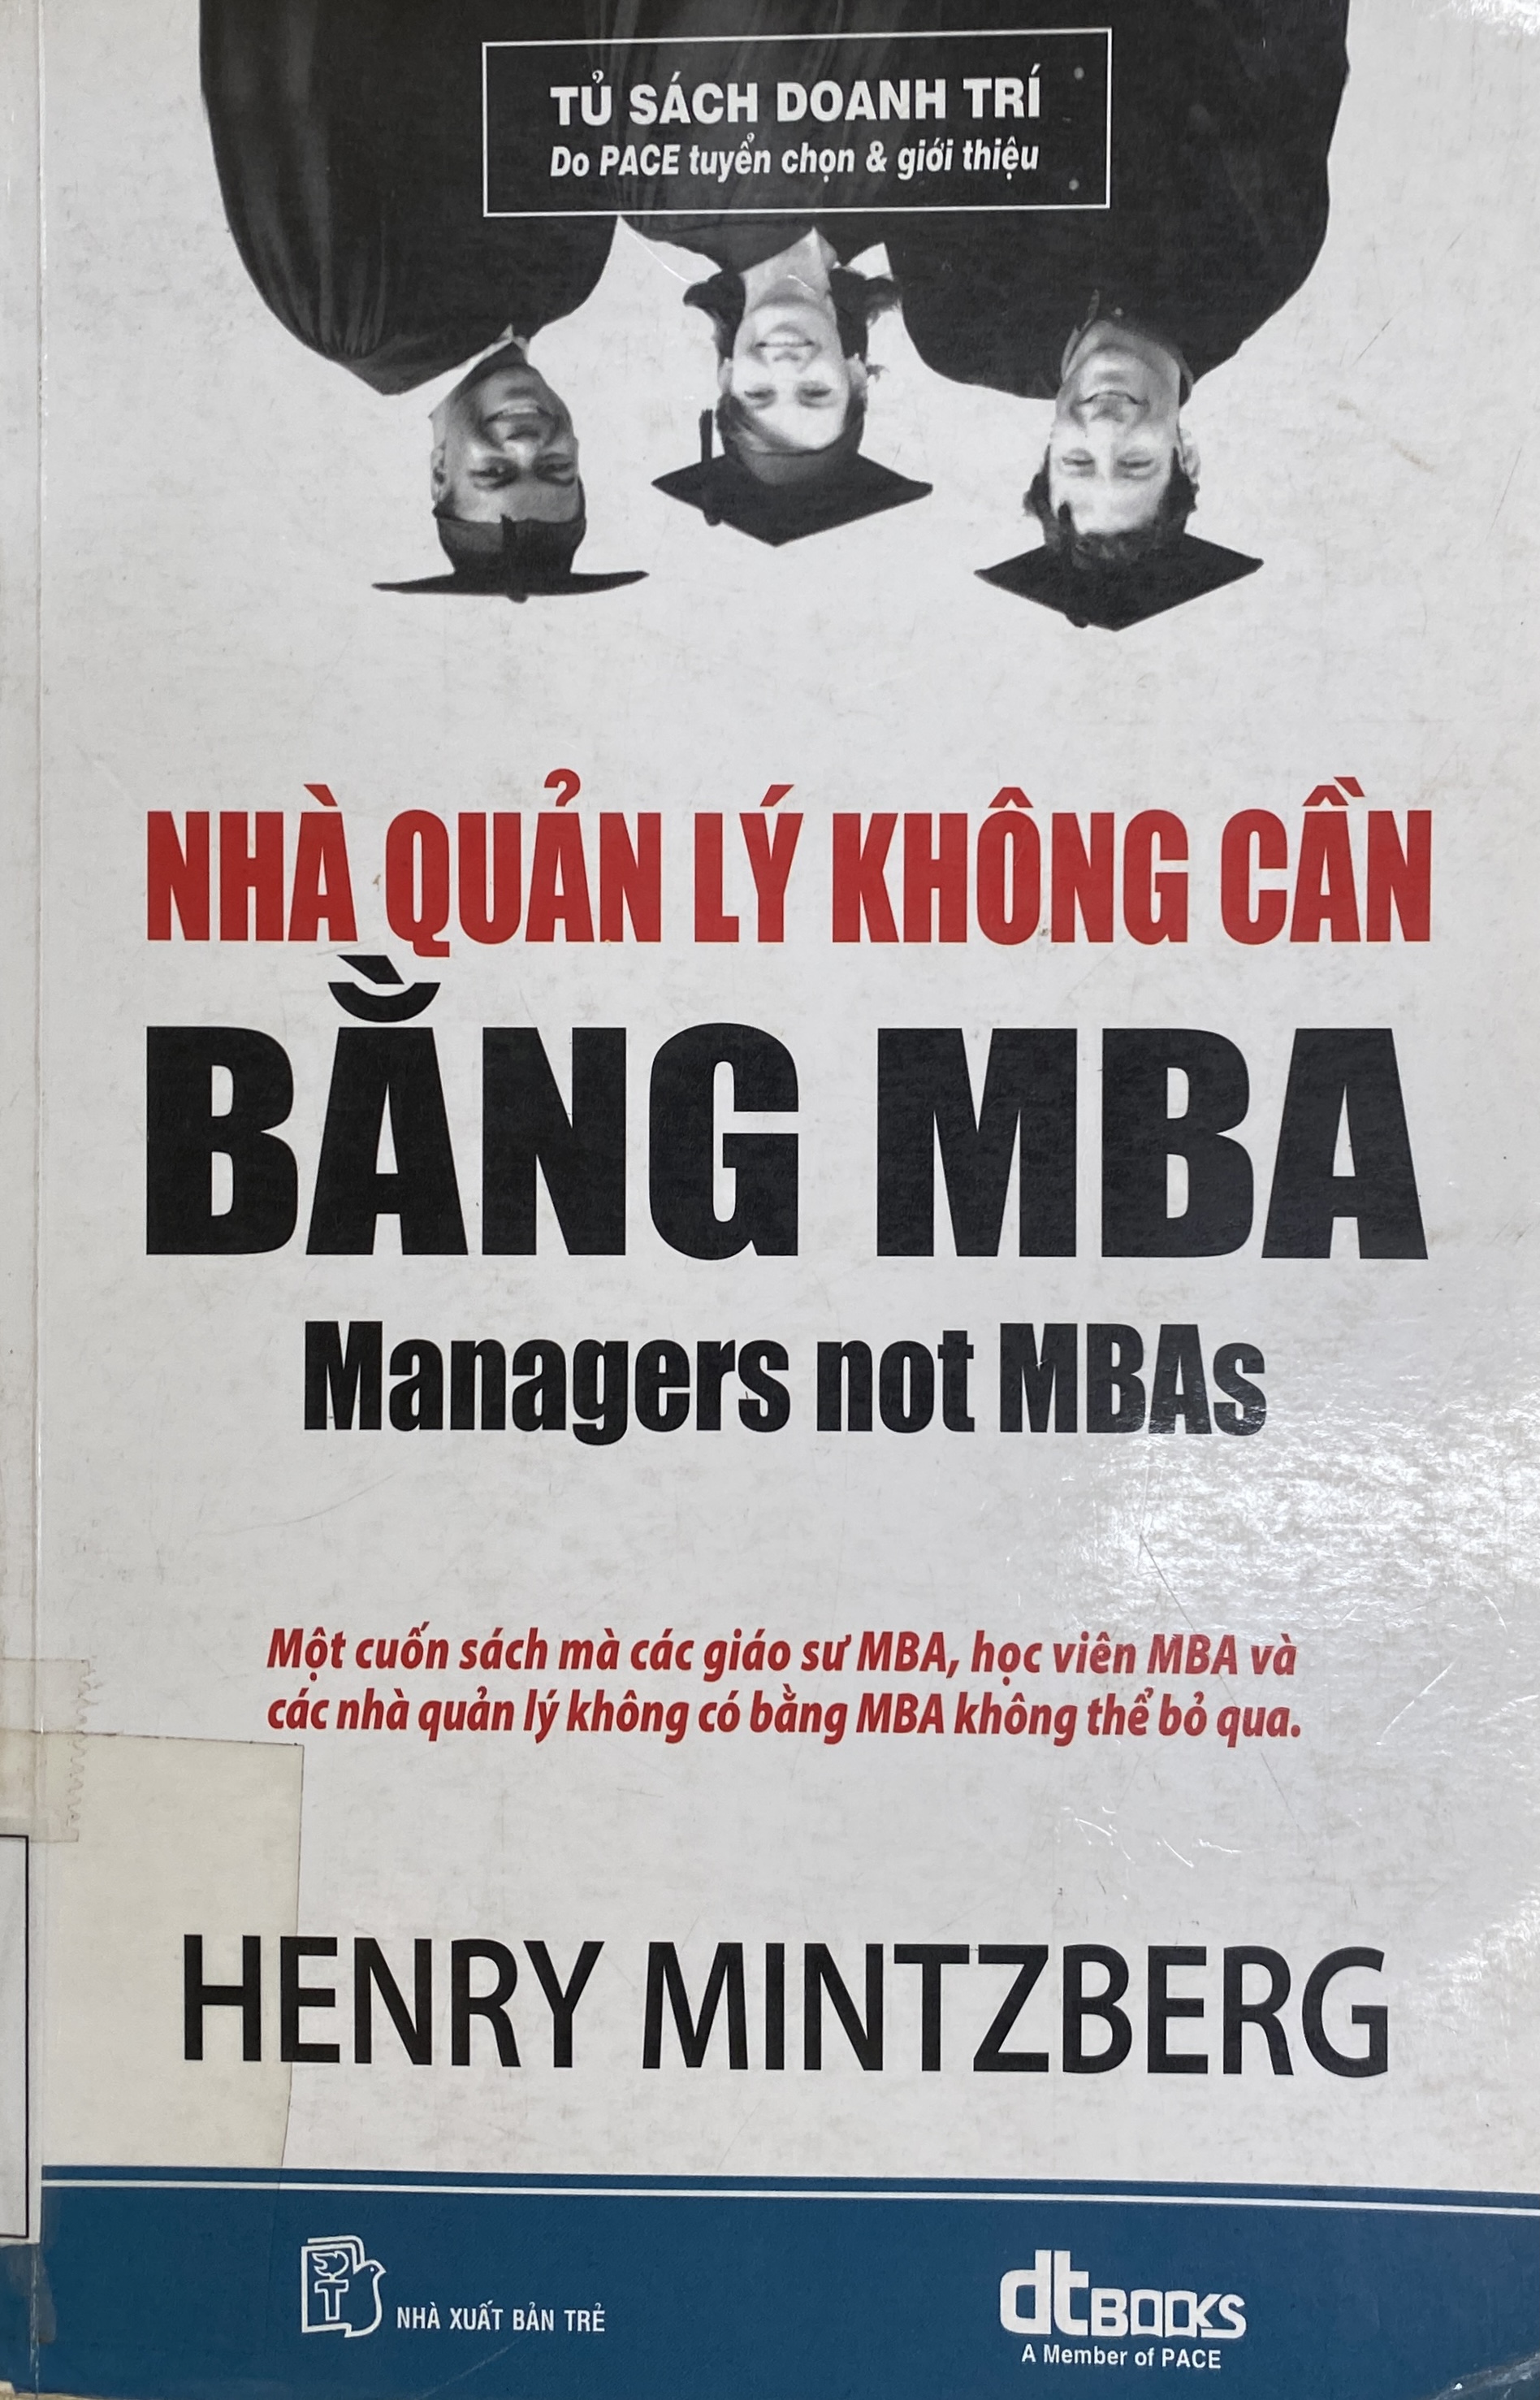 TỦ SÁCH DOANH TRÍ
Do PACE tuyển chọn & giới thiệu
NHÀ QUẢN LÝ KHÔNG CẦN
BẰNG MBA
Managers not MBAs
Một cuốn sách mà các giáo sư MBA, học viên MBA và
các nhà quản lý không có bằng MBA không thể bỏ qua.
HENRY MINTZBERG
NHÀ XUẤT BẢN TRẺ
dtBOOKS
A Member of PACE